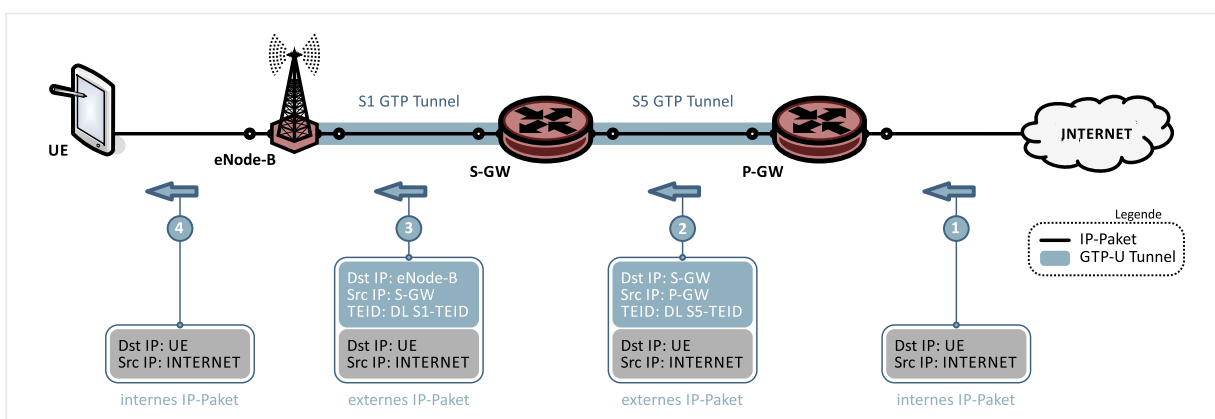 S1 GTP Tunnel
S5 GTP Tunnel
UE
eNode-B
S-GW
P-GW
JNTERNET
4
3
2
1
Legende
IP-Paket
GTP-U Tunnel
Dst IP: UE
Src IP: INTERNET
internes IP-Paket
Dst IP: eNode-B
Src IP: S-GW
TEID: DL S1-TEID
Dst IP: UE
Src IP: INTERNET
externes IP-Paket
Dst IP: S-GW
Src IP: P-GW
TEID: DL S5-TEID
Dst IP: UE
Src IP: INTERNET
externes IP-Paket
Dst IP: UE
Src IP: INTERNET
internes IP-Paket